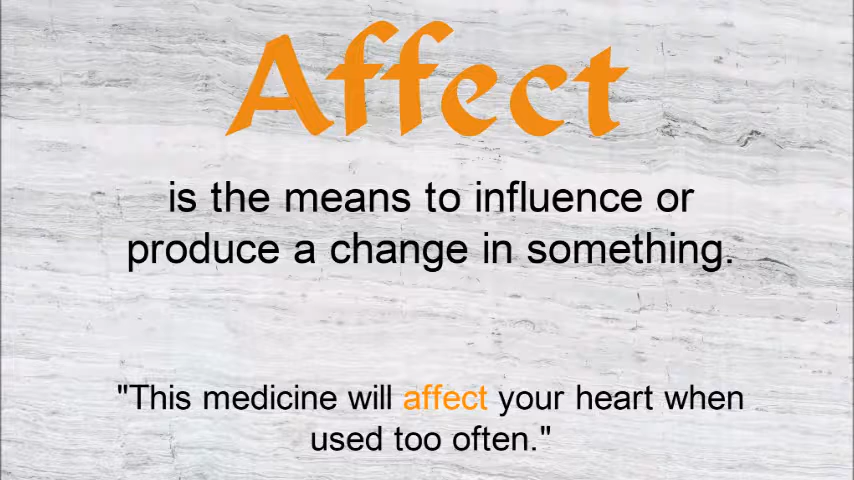 Affect
is the means to influence or
produce a change in something.
"This medicine will affect your heart when
used too often."